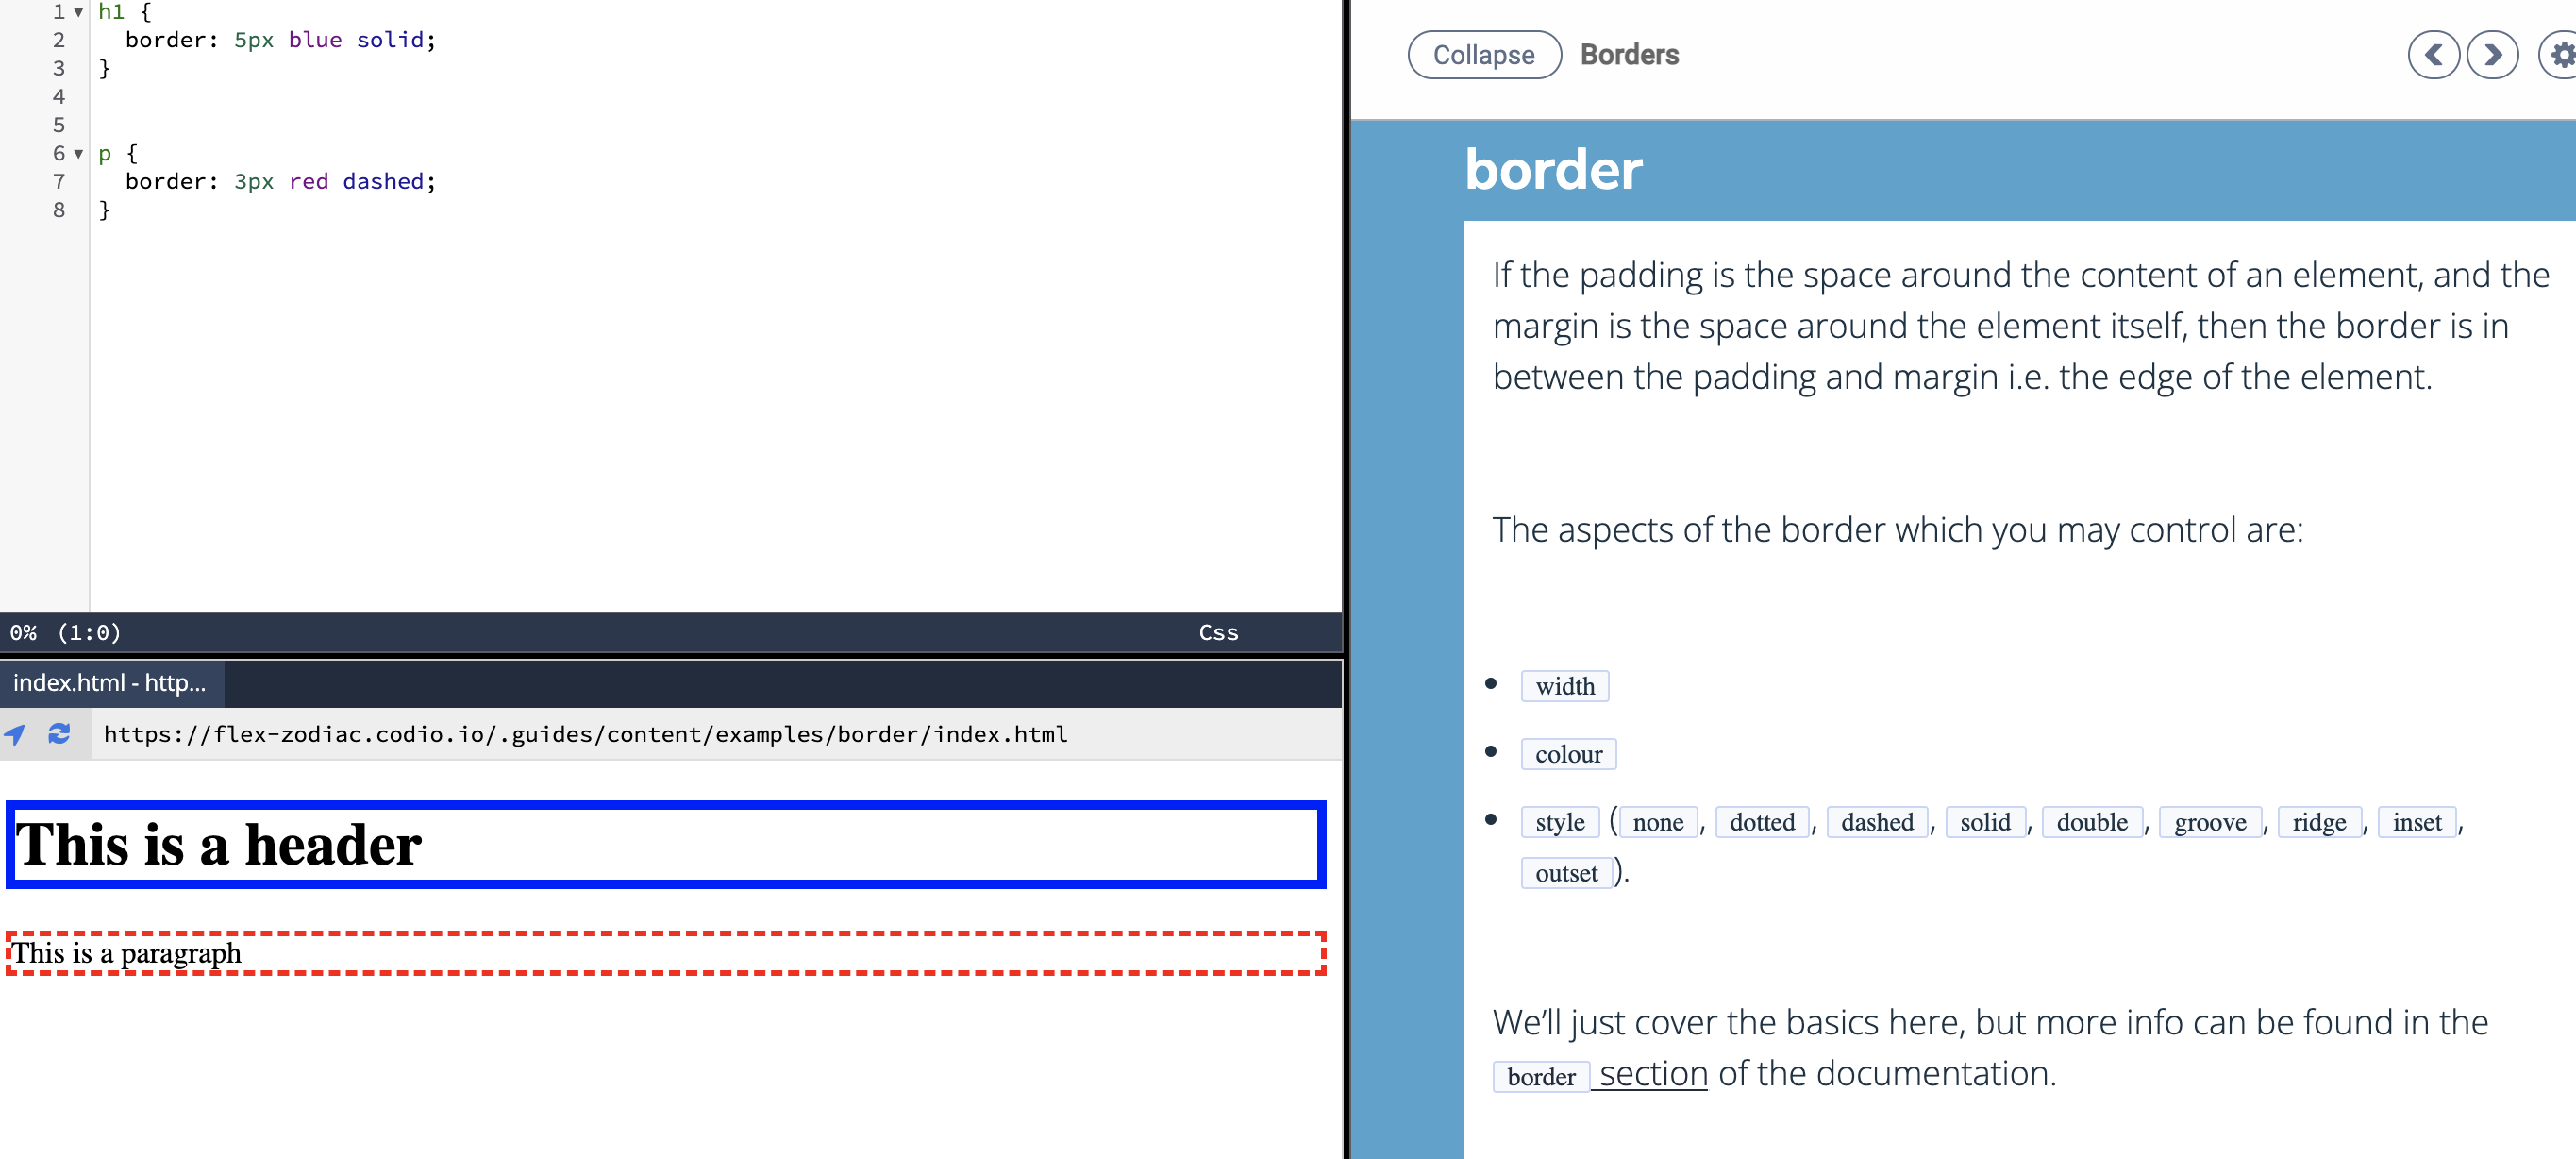 1 h1 {
2 border: 5px blue solid;
3 }
4
5
6 p {
7 border: 3px red dashed;
8 }
0% (1:0) Css
index.html - http...
https://flex-zodiac.codio.io/.guides/content/examples/border/index.html
This is a header
This is a paragraph
Collapse Borders
border
If the padding is the space around the content of an element, and the
margin is the space around the element itself, then the border is in
between the padding and margin i.e. the edge of the element.
The aspects of the border which you may control are:
• width
• colour
• style (none, dotted, dashed, solid, double, groove, ridge, inset,
outset).
We'll just cover the basics here, but more info can be found in the
border section of the documentation.